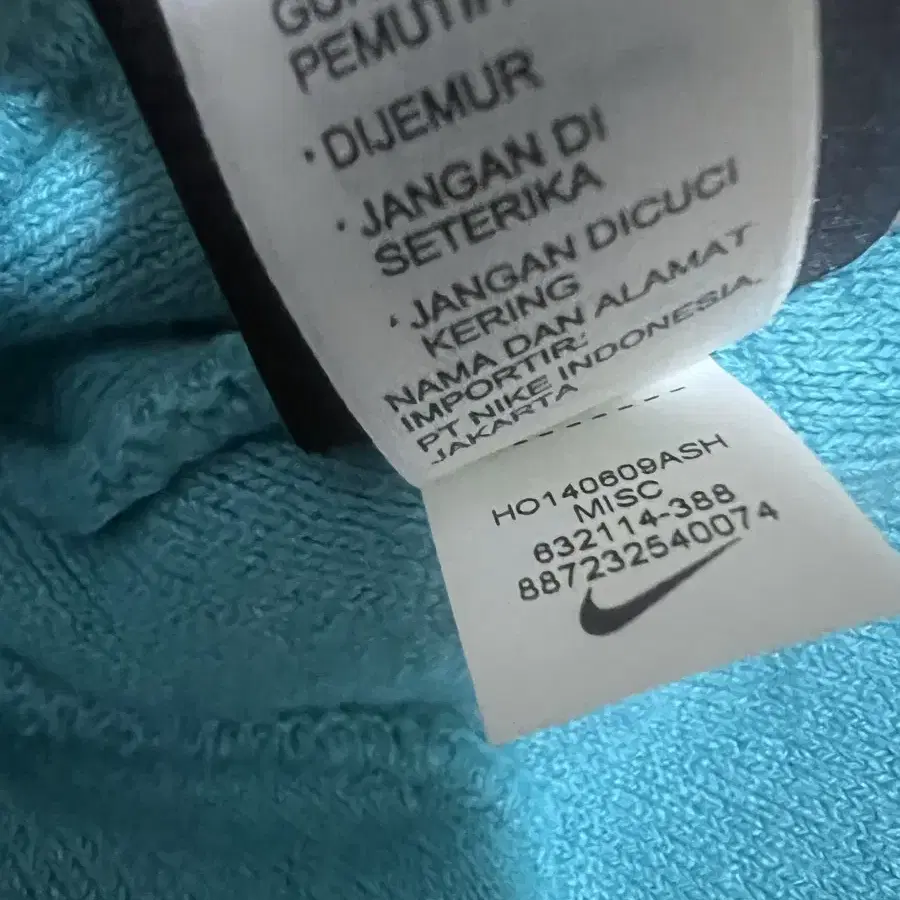 PEMUTIH
· DIJEMUR
· JANGAN DI
SETERIKA
· JANGAN DICUCI
KERING
NAMA DAN ALAMAT
IMPORTIR:
PT NIKE INDONESIA
JAKARTA
HO140609ASH
MISC
632114-388
887232540074